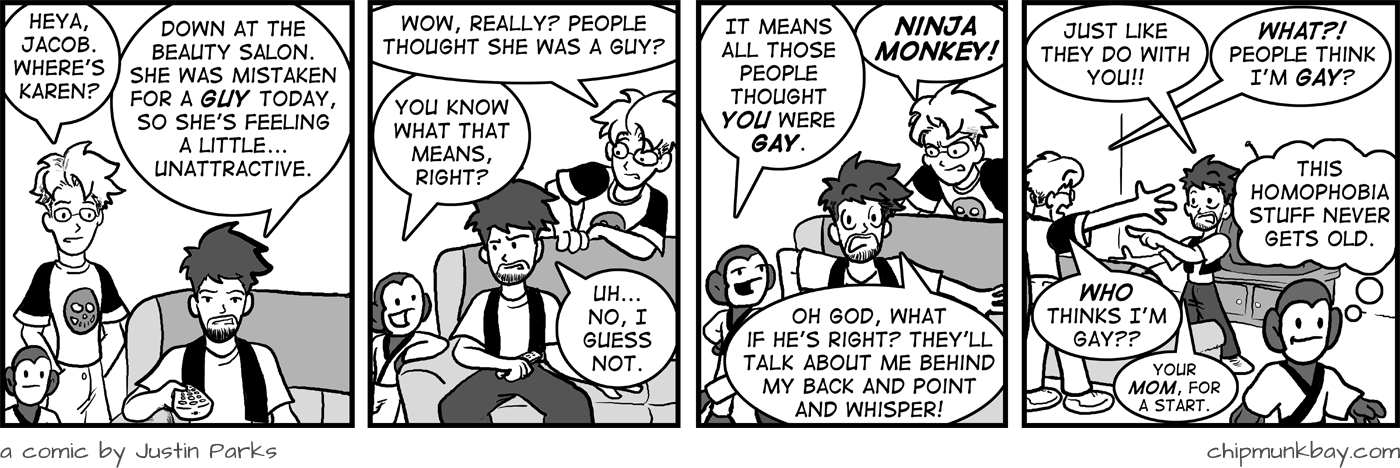 HEYA,
JACOB.
WHERE'S
KAREN?
DOWN AT THE
BEAUTY SALON.
SHE WAS MISTAKEN
FOR A GUY TODAY,
SO SHE'S FEELING
A LITTLE...
UNATTRACTIVE.
WOW, REALLY? PEOPLE
THOUGHT SHE WAS A GUY?
YOU KNOW
WHAT THAT
MEANS,
RIGHT?
UH...
NO, I
GUESS
NOT.
IT MEANS
ALL THOSE
PEOPLE
THOUGHT
YOU WERE
GAY.
NINJA
MONKEY!
OH GOD, WHAT
IF HE'S RIGHT? THEY'LL
TALK ABOUT ME BEHIND
MY BACK AND POINT
AND WHISPER!
JUST LIKE
THEY DO WITH
YOU!!
WHAT?!
PEOPLE THINK
I'M GAY?
WHO
THINKS I'M
GAY??
YOUR
MOM, FOR
A START.
THIS
HOMOPHOBIA
STUFF NEVER
GETS OLD.
a comic by Justin Parks
chipmunkbay.com